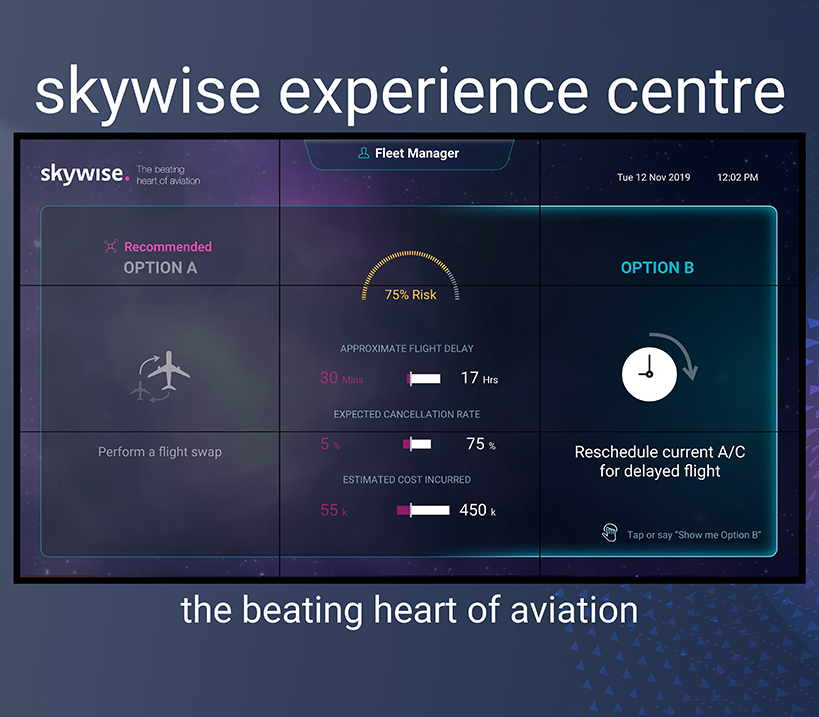 skywise experience centre
Fleet Manager
skywise. The beating
heart of aviation
Tue 12 Nov 2019 12:02 PM
Recommended
OPTION A
OPTION B
75% Risk
APPROXIMATE FLIGHT DELAY
30 Mins 17 Hrs
EXPECTED CANCELLATION RATE
5 % 75 %
Perform a flight swap
Reschedule current A/C
for delayed flight
ESTIMATED COST INCURRED
55 k 450 k
Tap or say "Show me Option B"
the beating heart of aviation